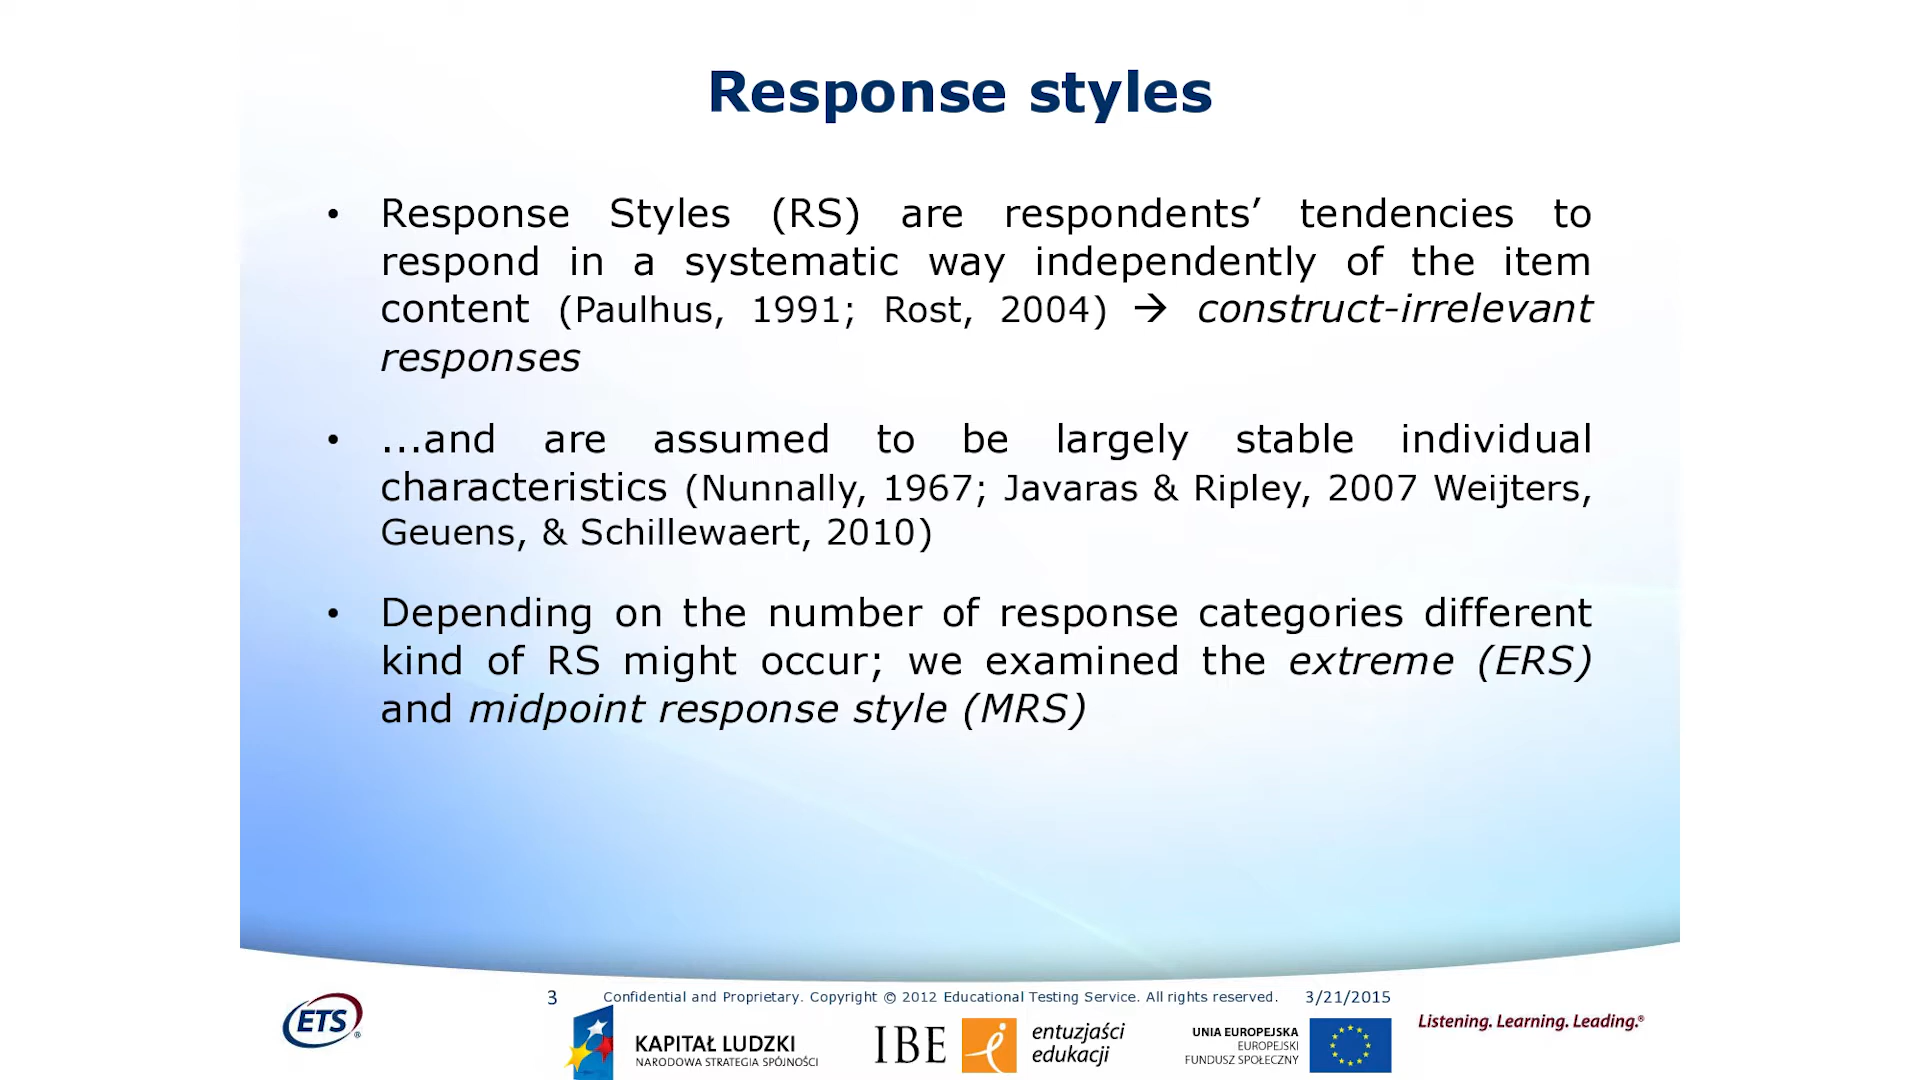 Response styles
• Response Styles (RS) are respondents’ tendencies to
respond in a systematic way independently of the item
content (Paulhus, 1991; Rost, 2004) → construct-irrelevant
responses
• ...and are assumed to be largely stable individual
characteristics (Nunnally, 1967; Javaras & Ripley, 2007 Weijters,
Geuens, & Schillewaert, 2010)
• Depending on the number of response categories different
kind of RS might occur; we examined the extreme (ERS)
and midpoint response style (MRS)
3 Confidential and Proprietary. Copyright © 2012 Educational Testing Service. All rights reserved. 3/21/2015
ETS®
Listening. Learning. Leading.®
KAPITAŁ LUDZKI
NARODOWA STRATEGIA SPÓJNOŚCI
IBE
entuzjaści
edukacji
UNIA EUROPEJSKA
EUROPEJSKI
FUNDUSZ SPOŁECZNY